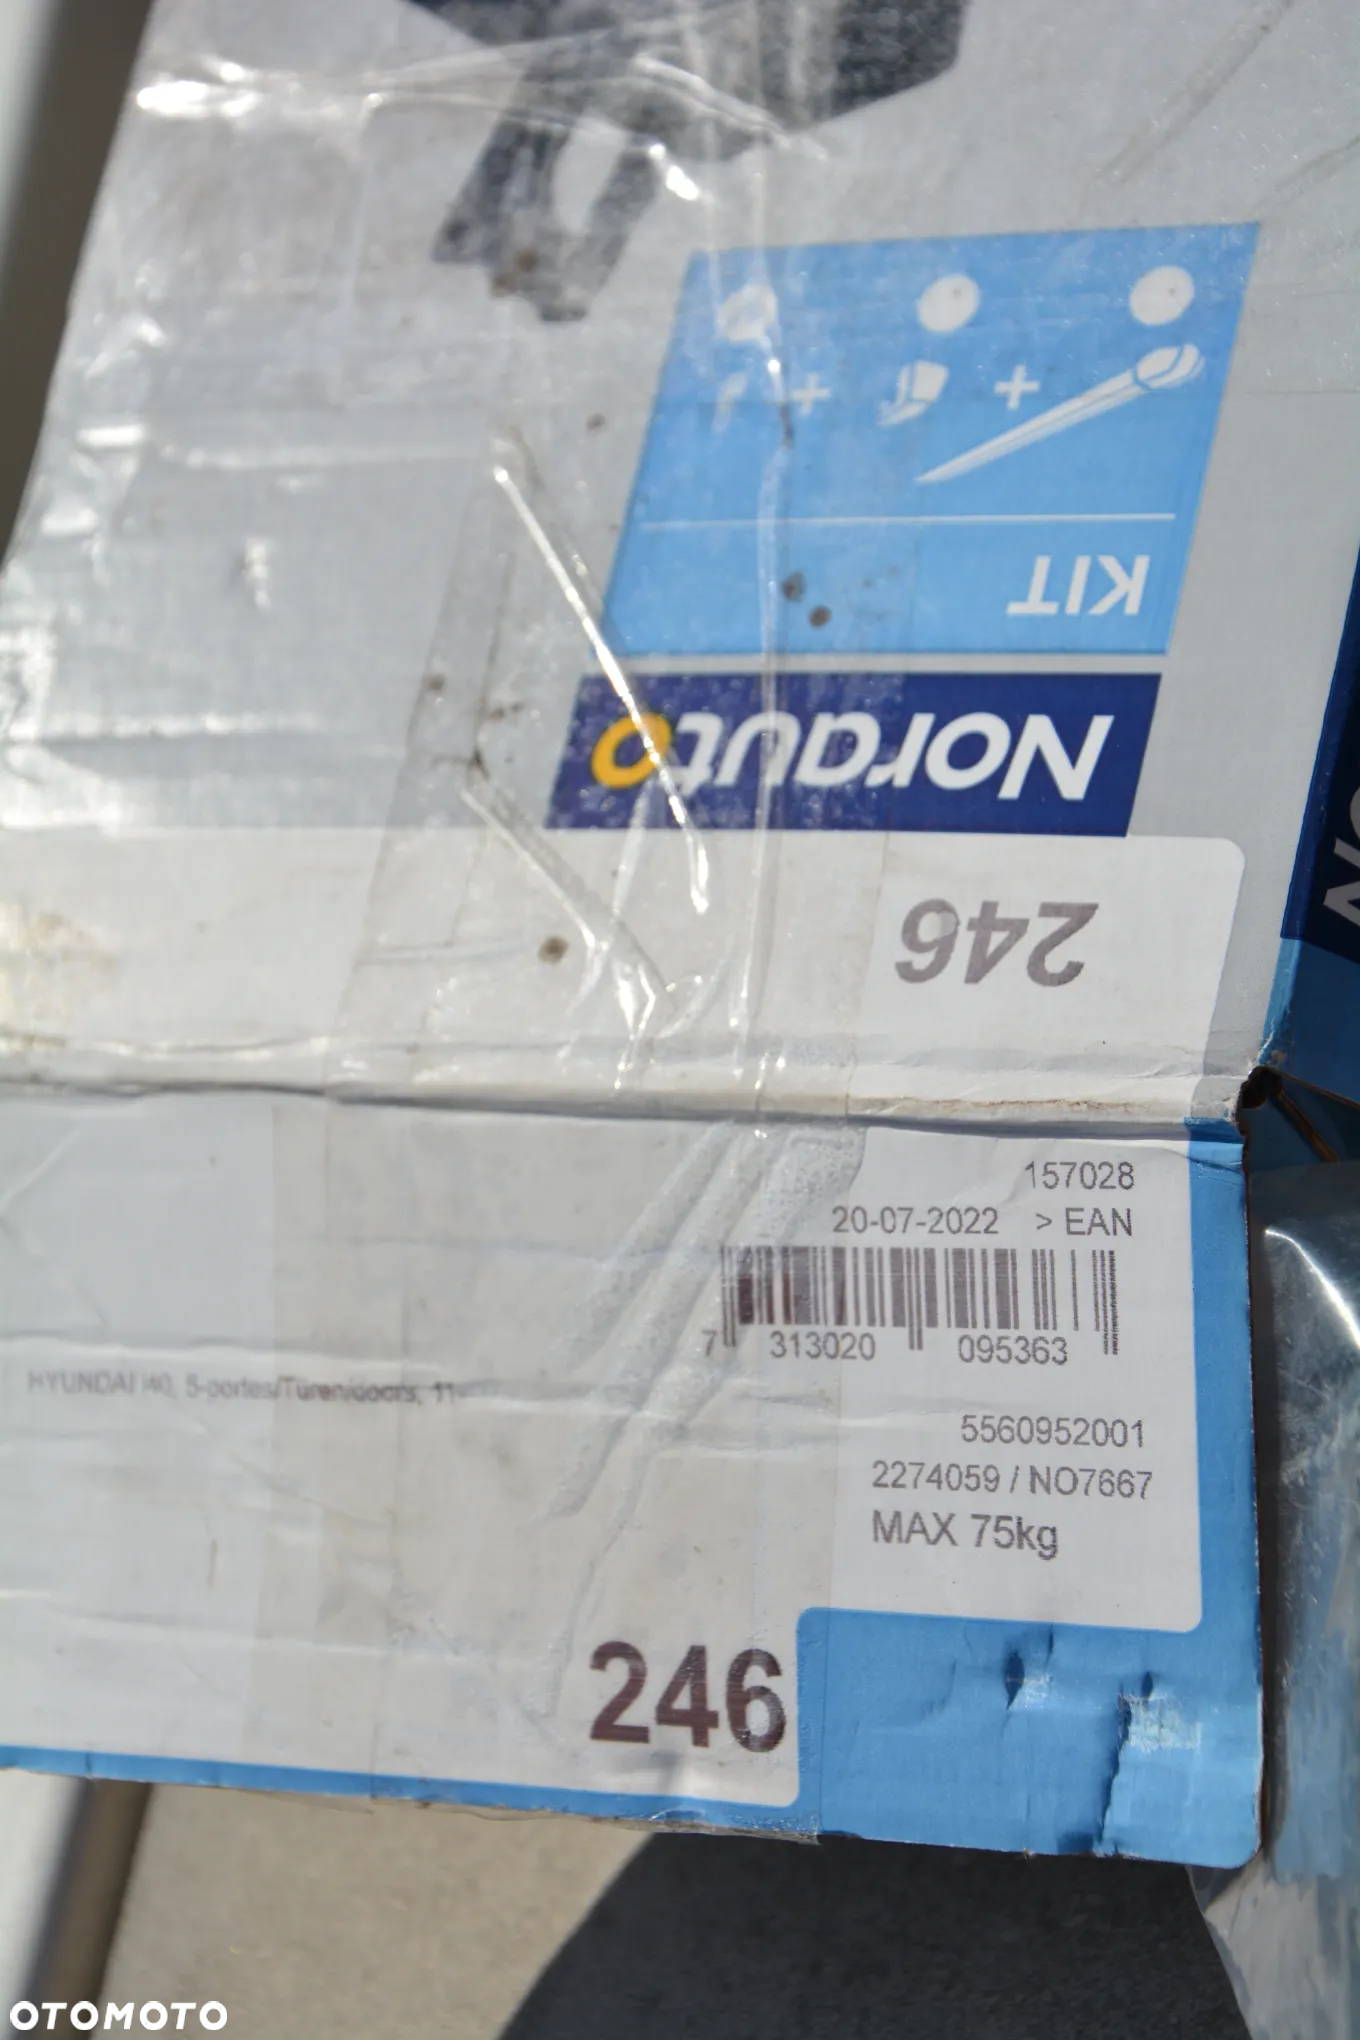 KIT
Norauto
246
157028
20-07-2022 > EAN
7 313020 095363
HYUNDAI i40, 5-portes/Türen/doors, 11-
5560952001
2274059 / NO7667
MAX 75kg
246
OTOMOTO